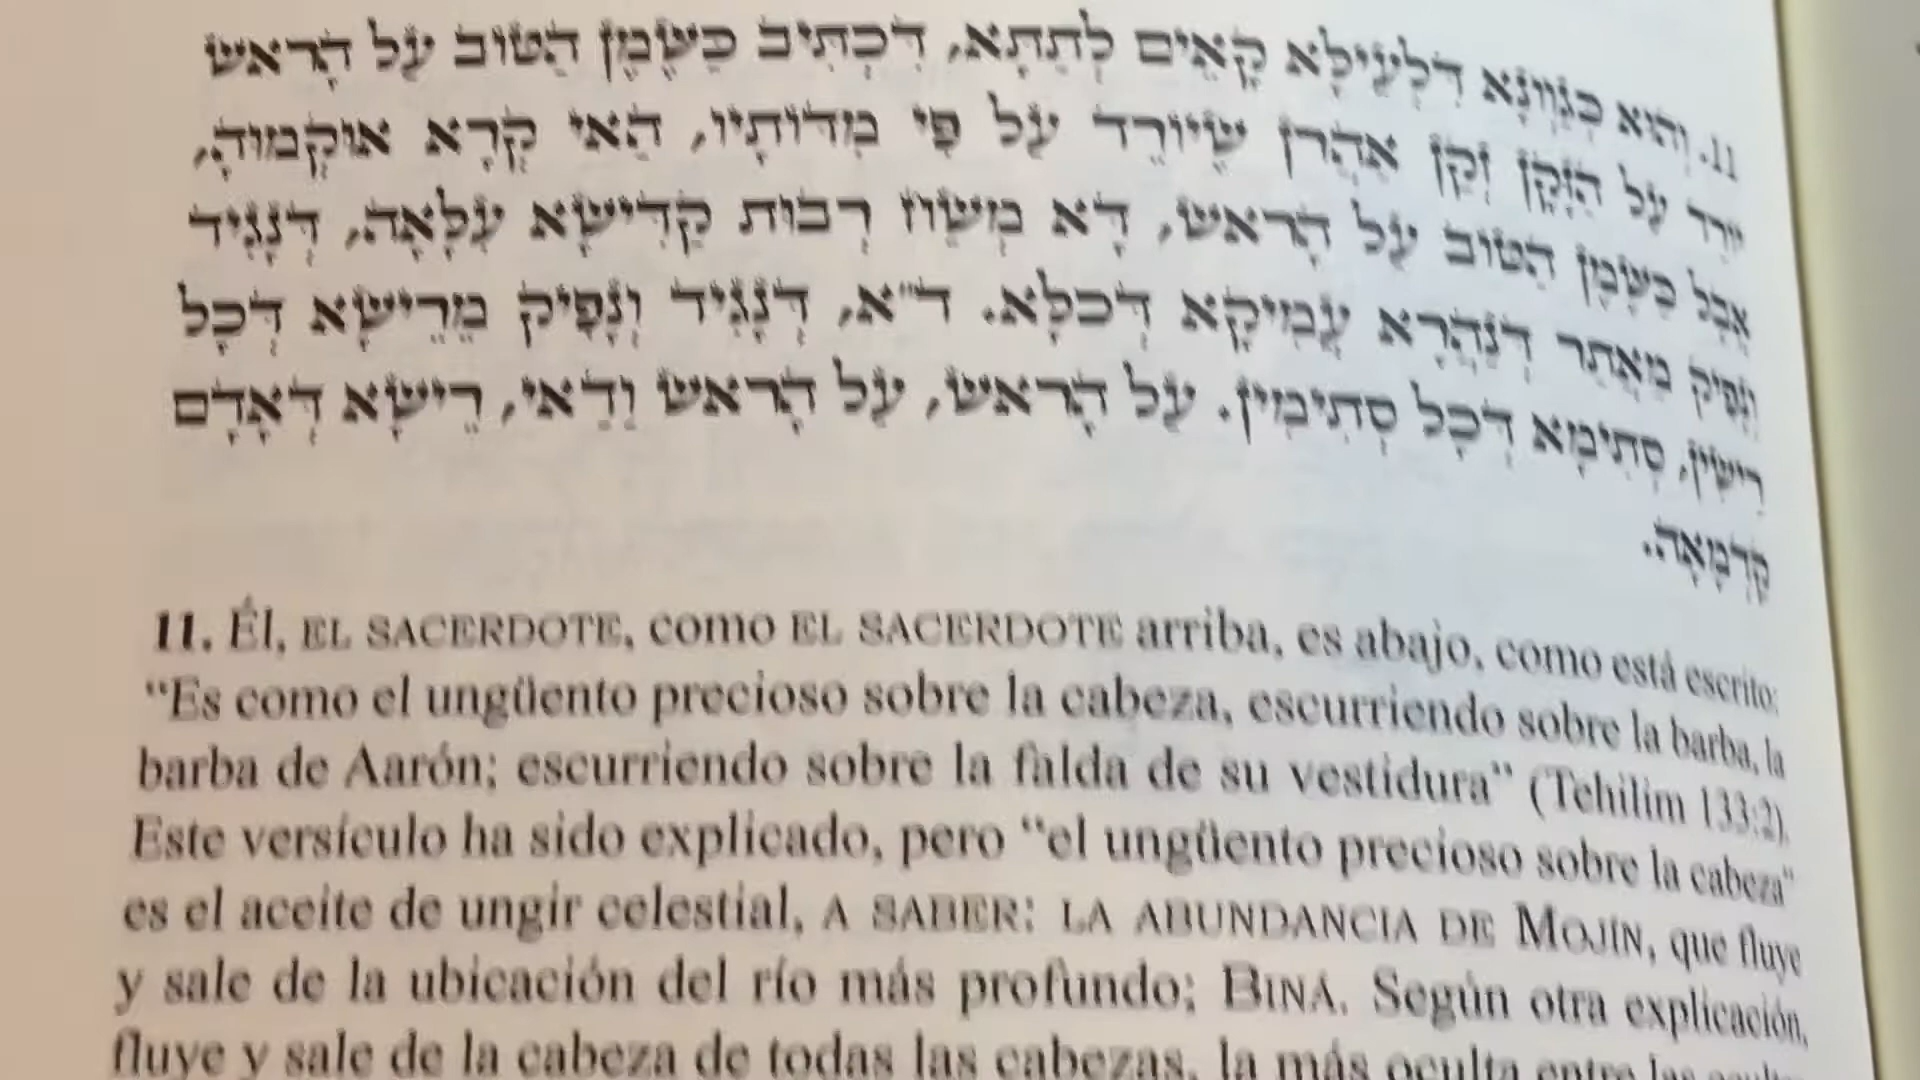 11. וְהוּא כְּגַוְונָא דִלְעֵילָּא קָאֵים לְתַתָּא, דִּכְתִּיב כַּשֶּׁמֶן הַטּוֹב עַל הָרֹאשׁ
יוֹרֵד עַל הַזָּקָן זְקַן אַהֲרֹן שֶׁיּוֹרֵד עַל פִּי מִדּוֹתָיו, הַאי קְרָא אוּקְמוּהָ,
אֲבָל כַּשֶּׁמֶן הַטּוֹב עַל הָרֹאשׁ, דָּא מְשַׁח רְבוּת קַדִּישָׁא עִלָּאָה, דְּנָגִיד
וְנָפִיק מֵאֲתַר דְּנַהֲרָא עֲמִיקָא דְּכֹלָּא. ד"א, דְּנָגִיד וְנָפִיק מֵרֵישָׁא דְּכָל
רֵישִׁין, סְתִימָא דְּכָל סְתִימִין. עַל הָרֹאשׁ, עַל הָרֹאשׁ וַדַּאי, רֵישָׁא דְּאָדָם
קַדְמָאָה.
11. Él, EL SACERDOTE, como EL SACERDOTE arriba, es abajo, como está escrito:
“Es como el ungüento precioso sobre la cabeza, escurriendo sobre la barba, la
barba de Aarón; escurriendo sobre la falda de su vestidura” (Tehilim 133:2).
Este versículo ha sido explicado, pero “el ungüento precioso sobre la cabeza”
es el aceite de ungir celestial, A SABER: LA ABUNDANCIA DE MOJÍN, que fluye
y sale de la ubicación del río más profundo; BINÁ. Según otra explicación,
fluye y sale de la cabeza de todas las cabezas, la más oculta entre las